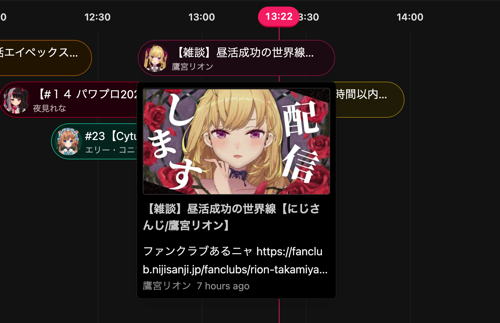 0
12:30
13:00
13:22
3:30
14:00
舌エイペックス...
【雑談】昼活成功の世界線...
鷹宮リオン
【#１４ パワプロ202
夜見れな
時間以内...
#23【Cytu
エリー・コニ
配信
します
【雑談】昼活成功の世界線【にじさ
んじ/鷹宮リオン】
ファンクラブあるニャ https://fanclu
b.nijisanji.jp/fanclubs/rion-takamiya...
鷹宮リオン 7 hours ago